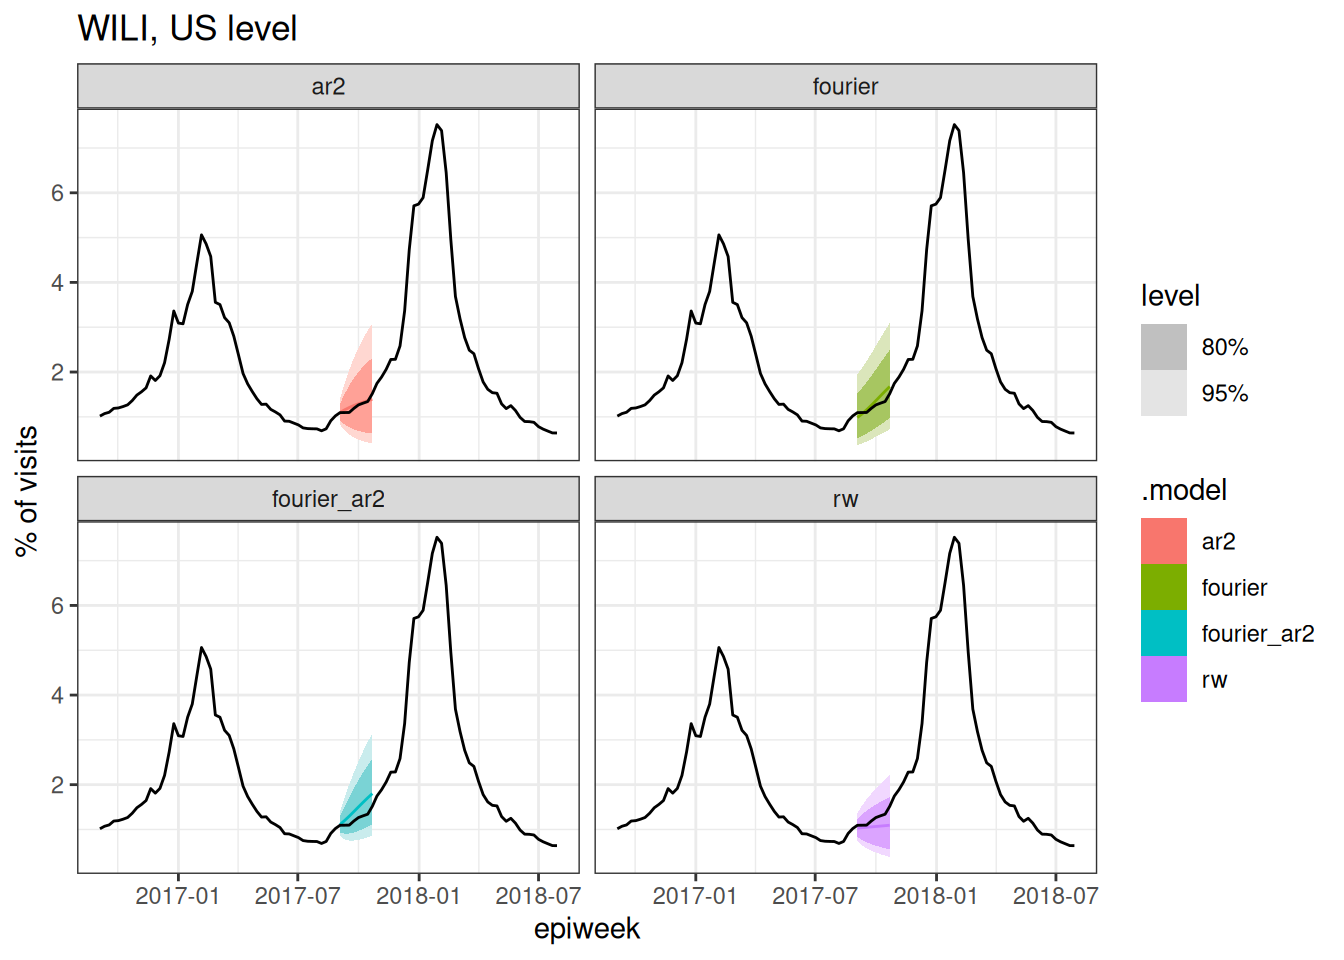 WILI, US level
ar2
fourier
6
4
2
fourier_ar2
rw
6
4
2
2017-01
2017-07
2018-01
2018-07
2017-01
2017-07
2018-01
2018-07
epiweek
% of visits
level
80%
95%
.model
ar2
fourier
fourier_ar2
rw